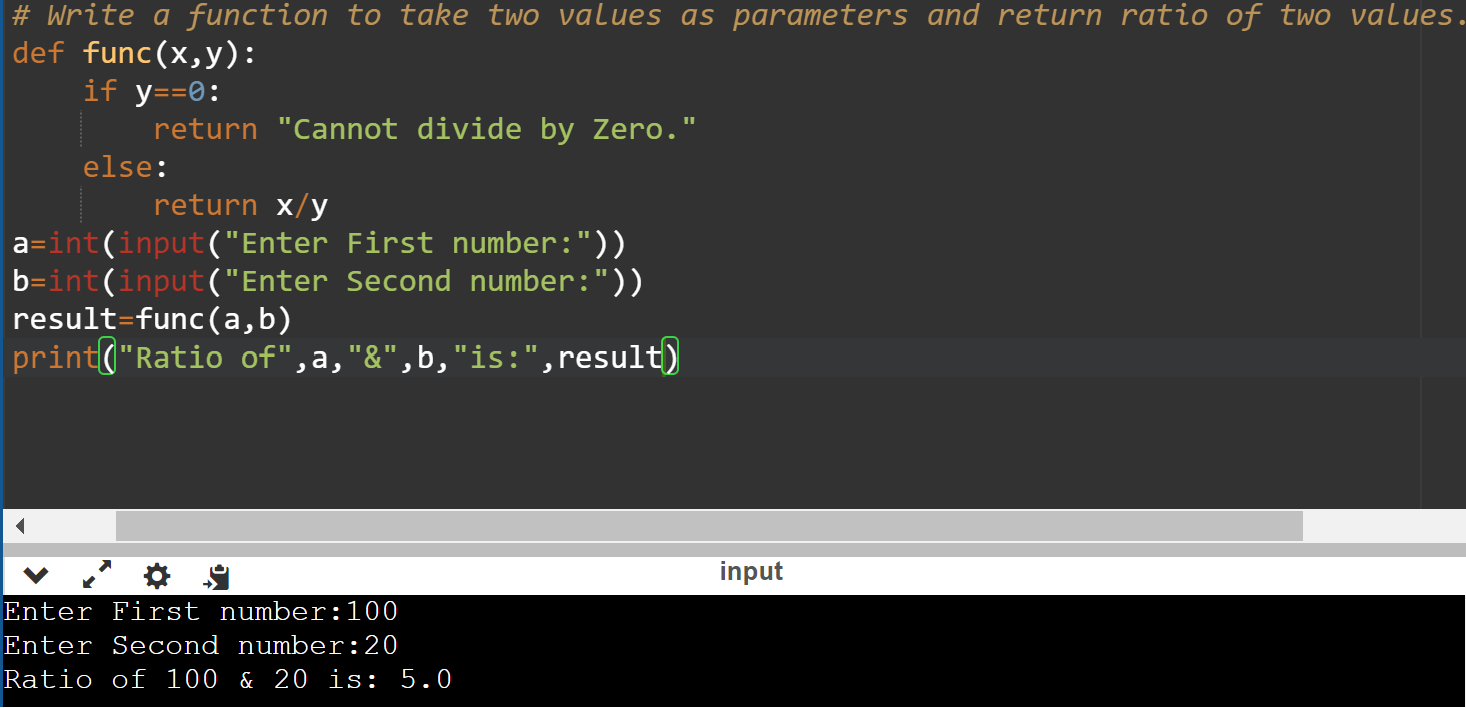 # Write a function to take two values as parameters and return ratio of two values.
def func(x,y):
    if y==0:
        return "Cannot divide by Zero."
    else:
        return x/y
a=int(input("Enter First number:"))
b=int(input("Enter Second number:"))
result=func(a,b)
print("Ratio of",a,"&",b,"is:",result)
input
Enter First number:100
Enter Second number:20
Ratio of 100 & 20 is: 5.0